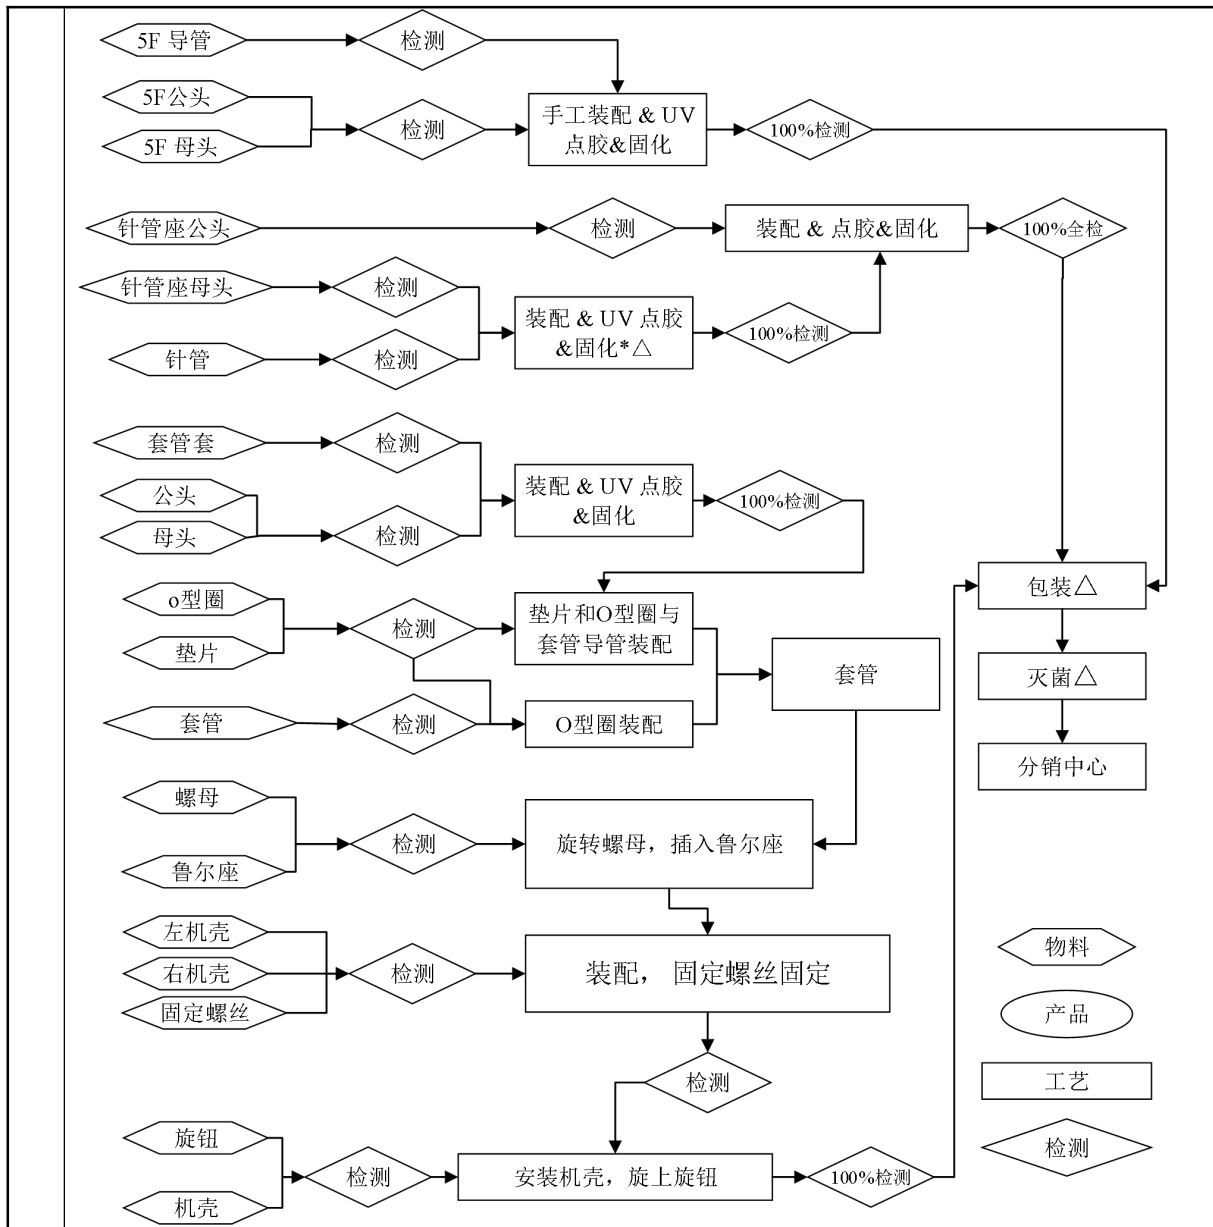 5F 导管
检测
5F公头
5F 母头
检测
手工装配 & UV
点胶&固化
100%检测
针管座公头
检测
装配 & 点胶&固化
100%全检
针管座母头
检测
针管
检测
装配 & UV 点胶
&固化*△
100%检测
套管套
检测
公头
母头
检测
装配 & UV 点胶
&固化
100%检测
o型圈
垫片
检测
垫片和O型圈与
套管导管装配
套管
检测
O型圈装配
套管
包装△
灭菌△
分销中心
螺母
鲁尔座
检测
旋转螺母，插入鲁尔座
左机壳
右机壳
固定螺丝
检测
装配， 固定螺丝固定
检测
旋钮
机壳
检测
安装机壳，旋上旋钮
100%检测
物料
产品
工艺
检测